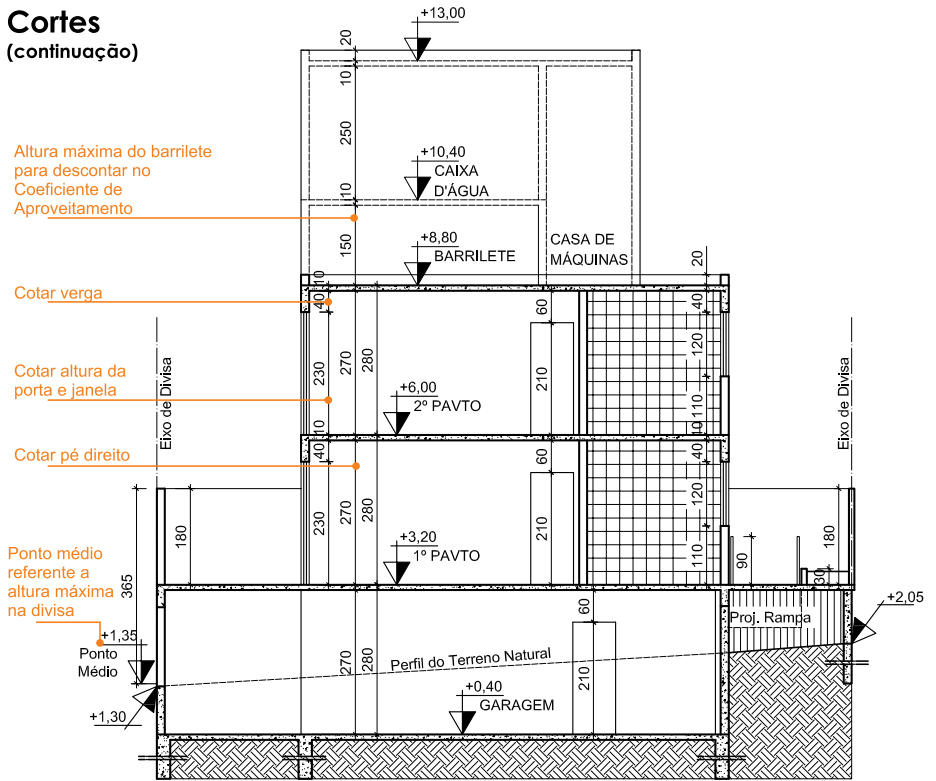 Cortes
(continuação)
+13,00
20
10
250
Altura máxima do barrilete
para descontar no
Coeficiente de
Aproveitamento
+10,40
CAIXA
D'ÁGUA
10
150
+8,80
BARRILETE
CASA DE
MÁQUINAS
20
10
Cotar verga
40
60
40
120
Eixo de Divisa
Eixo de Divisa
Cotar altura da
porta e janela
230
270
280
210
+6,00
2º PAVTO
110
10
10
Cotar pé direito
40
60
40
120
230
270
280
210
110
+3,20
1º PAVTO
180
365
90
180
30
Ponto médio
referente a
altura máxima
na divisa
+1,35
Ponto
Médio
+1,30
60
Proj. Rampa
+2,05
270
280
Perfil do Terreno Natural
210
+0,40
GARAGEM